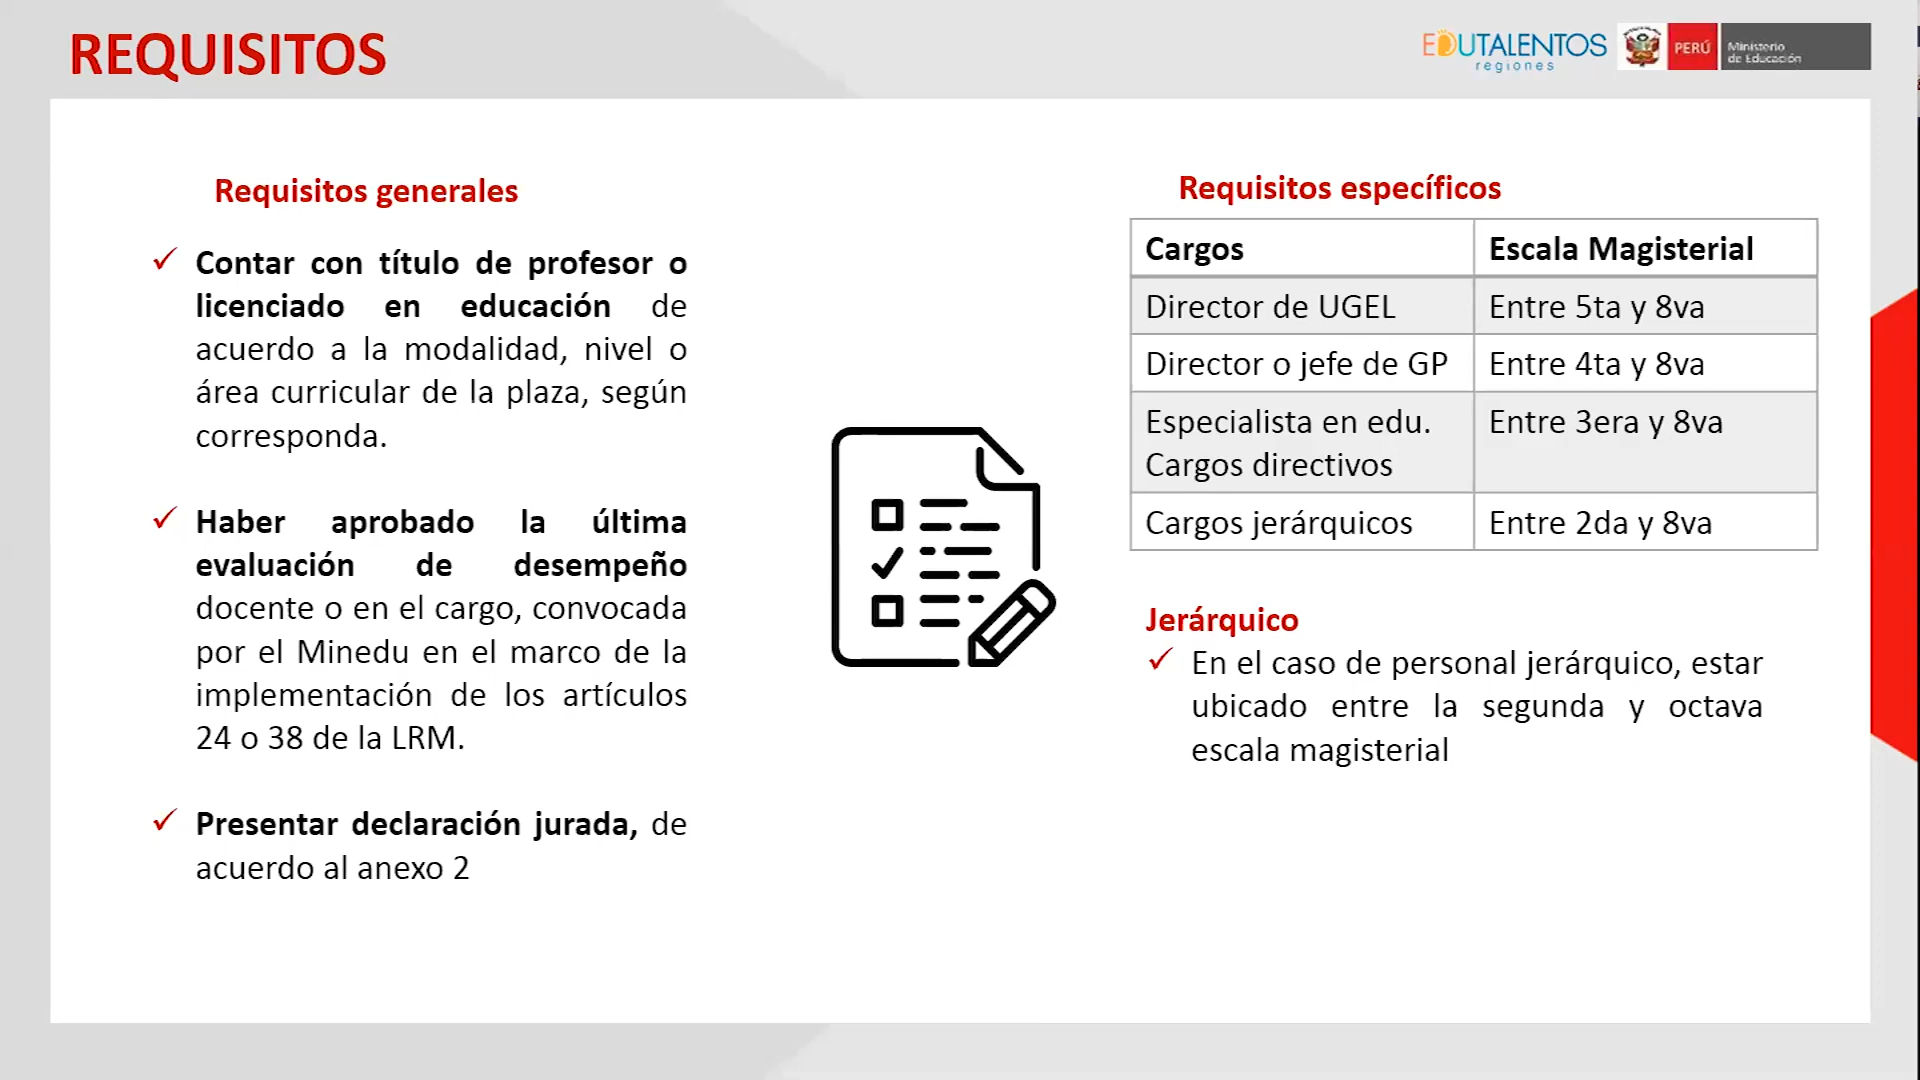 REQUISITOS
EDUTALENTOS
regiones
PERÚ
Ministerio
de Educación
Requisitos generales
Contar con título de profesor o
licenciado en educación de
acuerdo a la modalidad, nivel o
área curricular de la plaza, según
corresponda.
Haber aprobado la última
evaluación de desempeño
docente o en el cargo, convocada
por el Minedu en el marco de la
implementación de los artículos
24 o 38 de la LRM.
Presentar declaración jurada, de
acuerdo al anexo 2
Requisitos específicos
Cargos Escala Magisterial
Director de UGEL Entre 5ta y 8va
Director o jefe de GP Entre 4ta y 8va
Especialista en edu. Entre 3era y 8va
Cargos directivos
Cargos jerárquicos Entre 2da y 8va
Jerárquico
En el caso de personal jerárquico, estar
ubicado entre la segunda y octava
escala magisterial